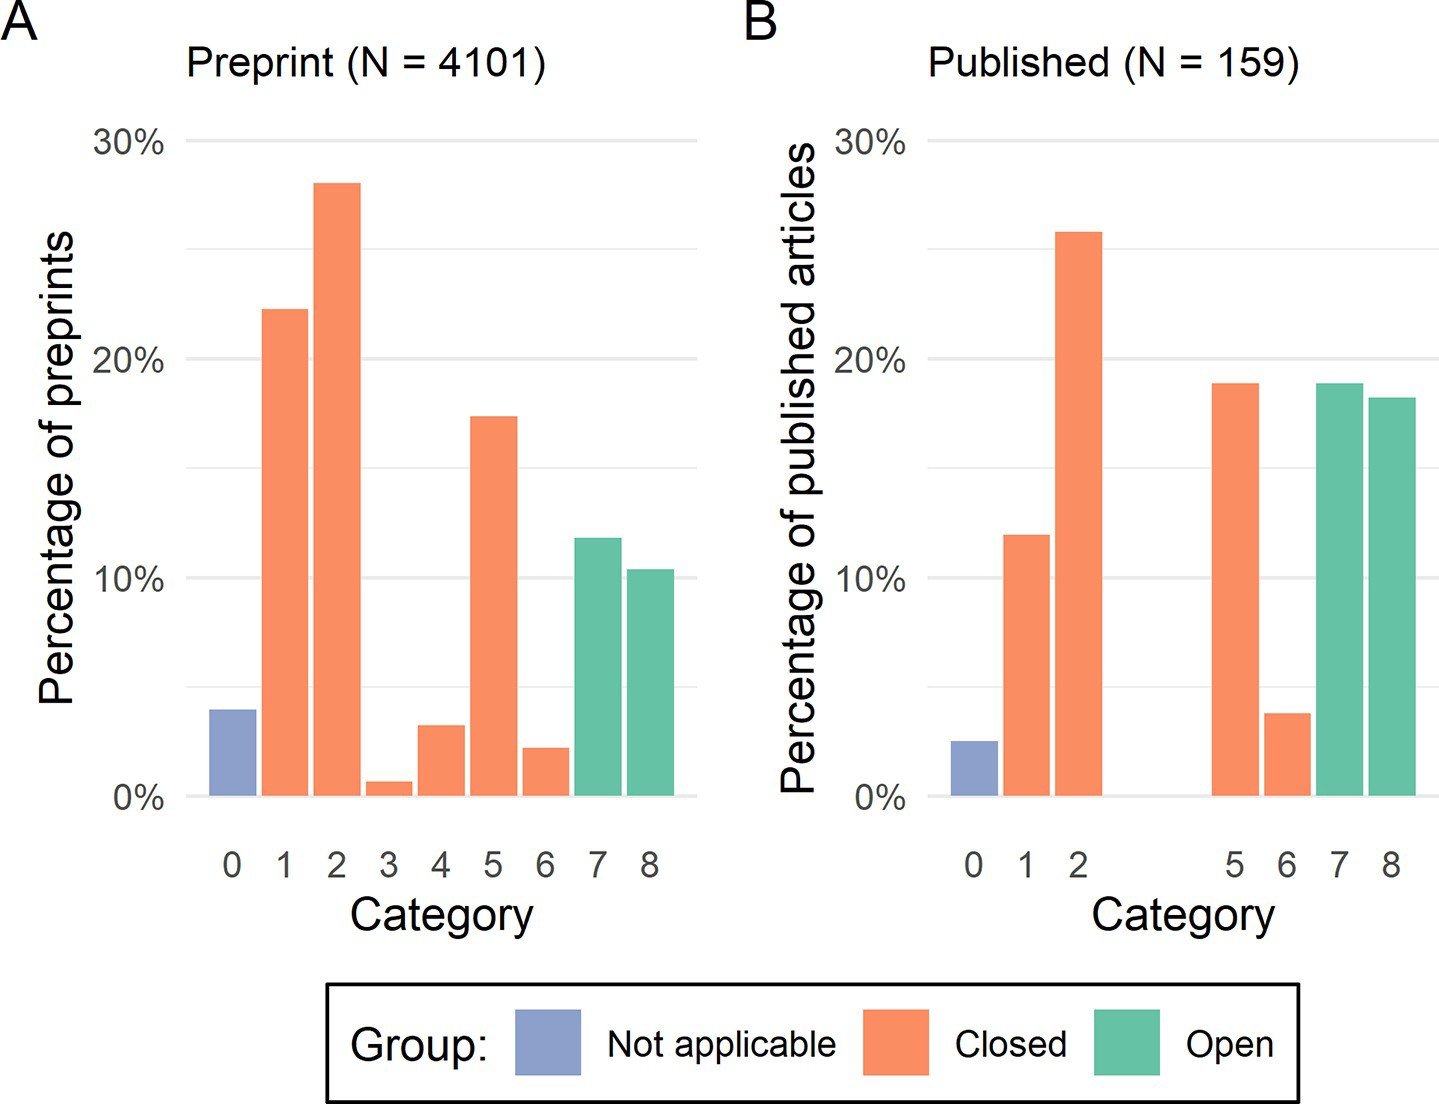 A
Preprint (N = 4101)
30%
20%
10%
0%
Percentage of preprints
0 1 2 3 4 5 6 7 8
Category
B
Published (N = 159)
30%
20%
10%
0%
Percentage of published articles
0 1 2 5 6 7 8
Category
Group: Not applicable Closed Open